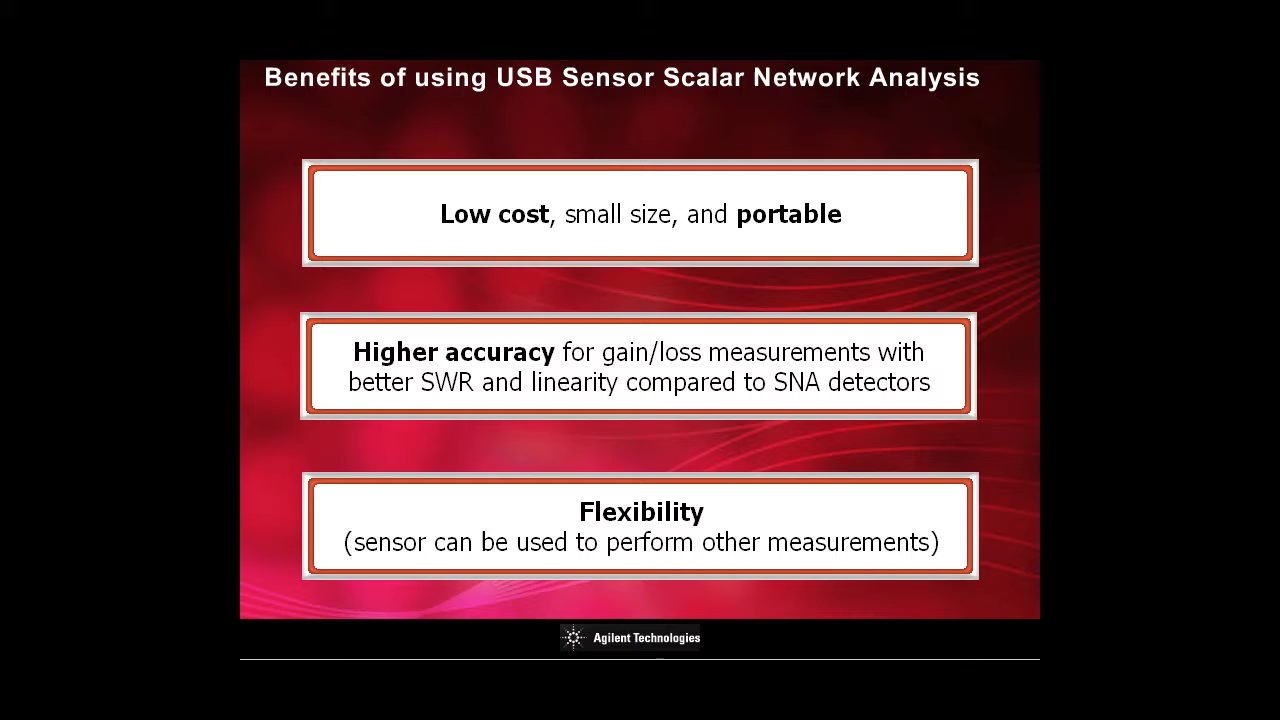 Benefits of using USB Sensor Scalar Network Analysis
Low cost, small size, and portable
Higher accuracy for gain/loss measurements with
better SWR and linearity compared to SNA detectors
Flexibility
(sensor can be used to perform other measurements)
Agilent Technologies